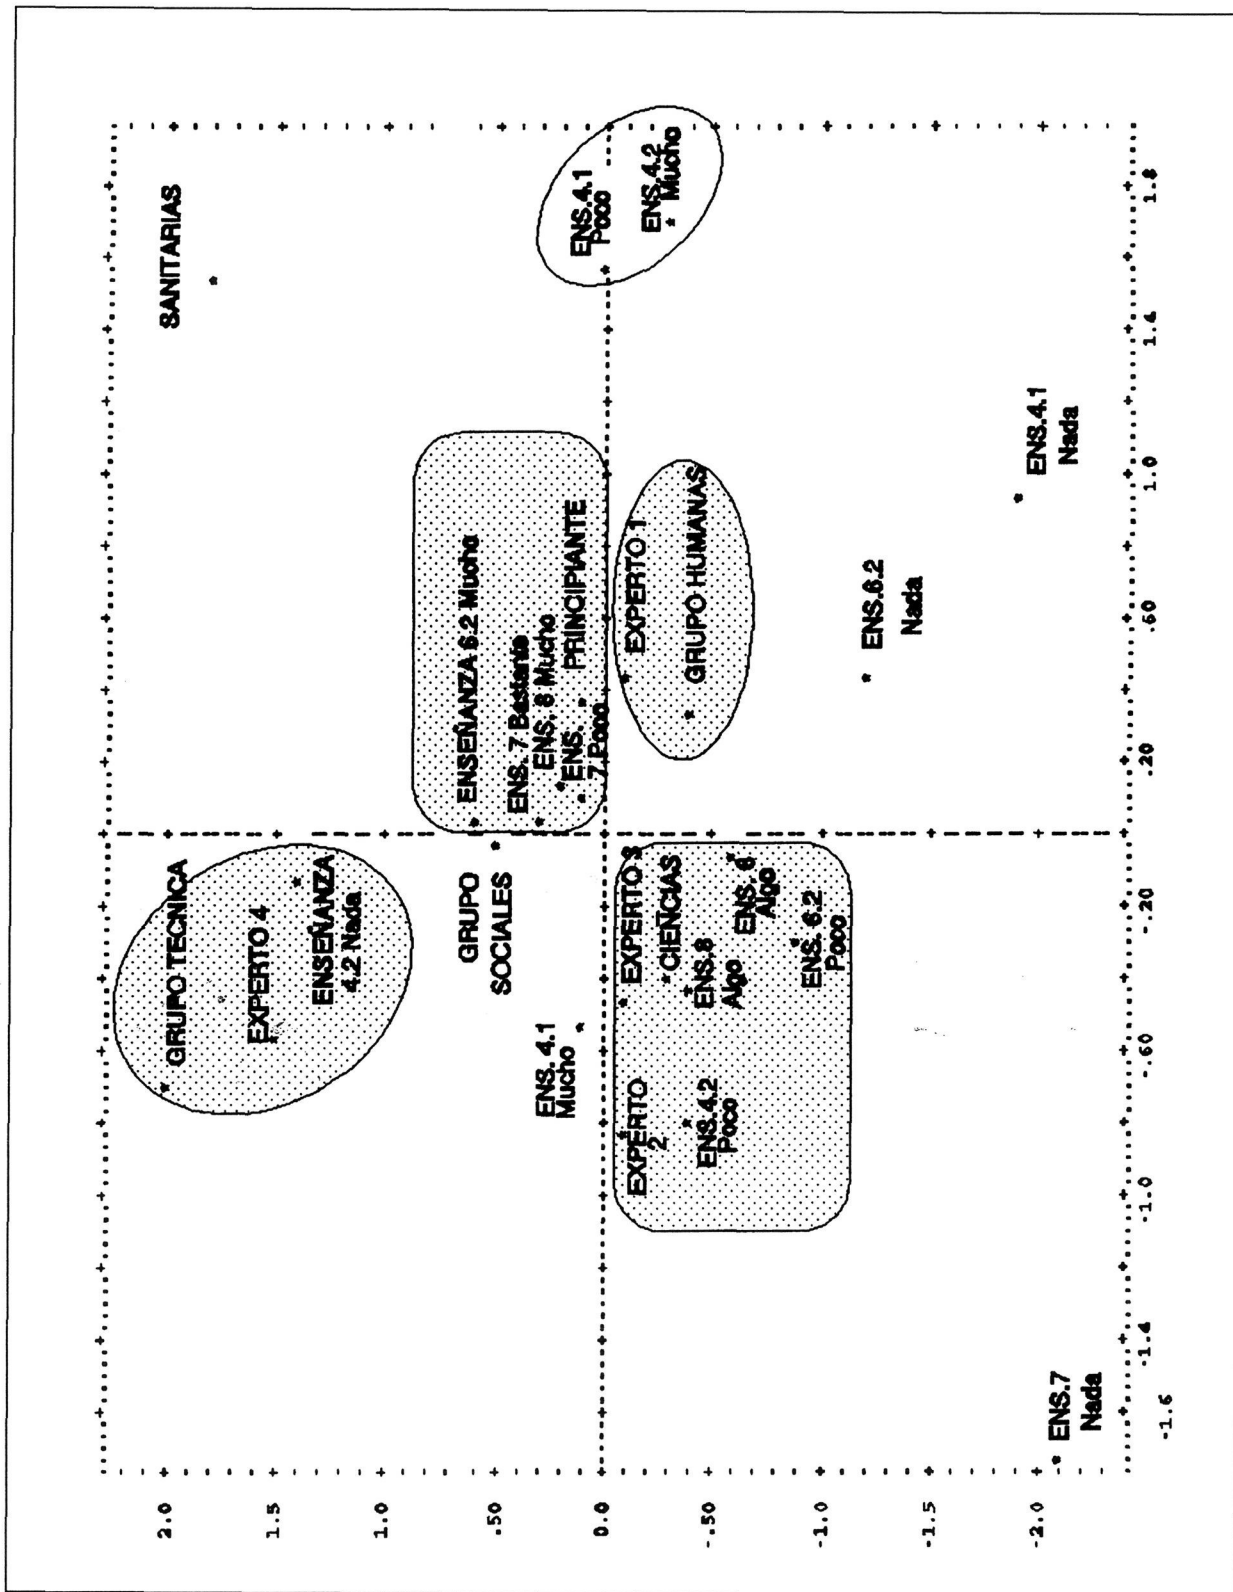 2.0
GRUPO TECNICA
SANITARIAS
1.5
EXPERTO 4
1.0
ENSEÑANZA
4.2 Nada
.50
GRUPO
SOCIALES
ENSEÑANZA 6.2 Mucho
ENS. 7 Bastante
ENS. 8 Mucho
ENS.
7 Poco
PRINCIPIANTE
ENS. 4.1
Mucho
ENS.4.1
Poco
0.0
EXPERTO
2
EXPERTO 3
EXPERTO 1
ENS.4.2
Mucho
CIENCIAS
GRUPO HUMANAS
-.50
ENS.4.2
Poco
ENS.8
Algo
ENS. 6
Algo
-1.0
ENS. 6.2
Poco
ENS.6.2
Nada
-1.5
-2.0
ENS.4.1
Nada
ENS.7
Nada
-1.6
-1.4
-1.0
-.60
-.20
.20
.60
1.0
1.4
1.8